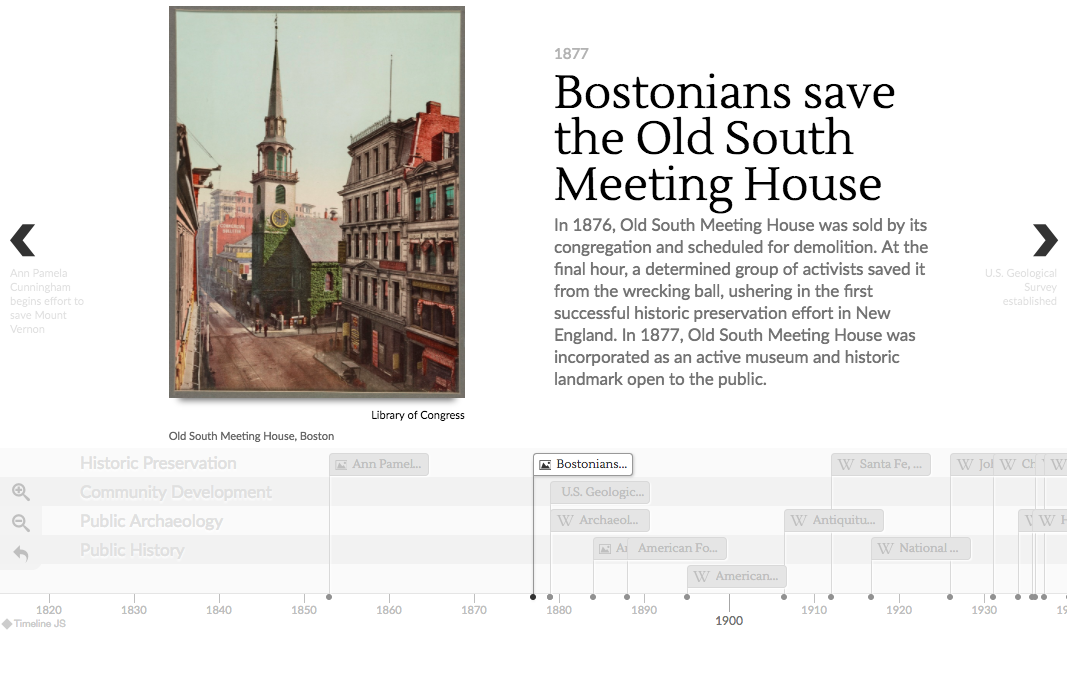 1877
Bostonians save
the Old South
Meeting House
In 1876, Old South Meeting House was sold by its
congregation and scheduled for demolition. At the
final hour, a determined group of activists saved it
from the wrecking ball, ushering in the first
successful historic preservation effort in New
England. In 1877, Old South Meeting House was
incorporated as an active museum and historic
landmark open to the public.
Ann Pamela
Cunningham
begins effort to
save Mount
Vernon
U.S. Geological
Survey
established
Library of Congress
Old South Meeting House, Boston
Historic Preservation
Ann Pamel...
Bostonians...
Santa Fe, ...
Community Development
U.S. Geologic...
Public Archaeology
Archaeol...
Antiquitu...
Public History
American Fo...
National ...
American...
1820 1830 1840 1850 1860 1870 1880 1890 1900 1910 1920 1930
Timeline JS